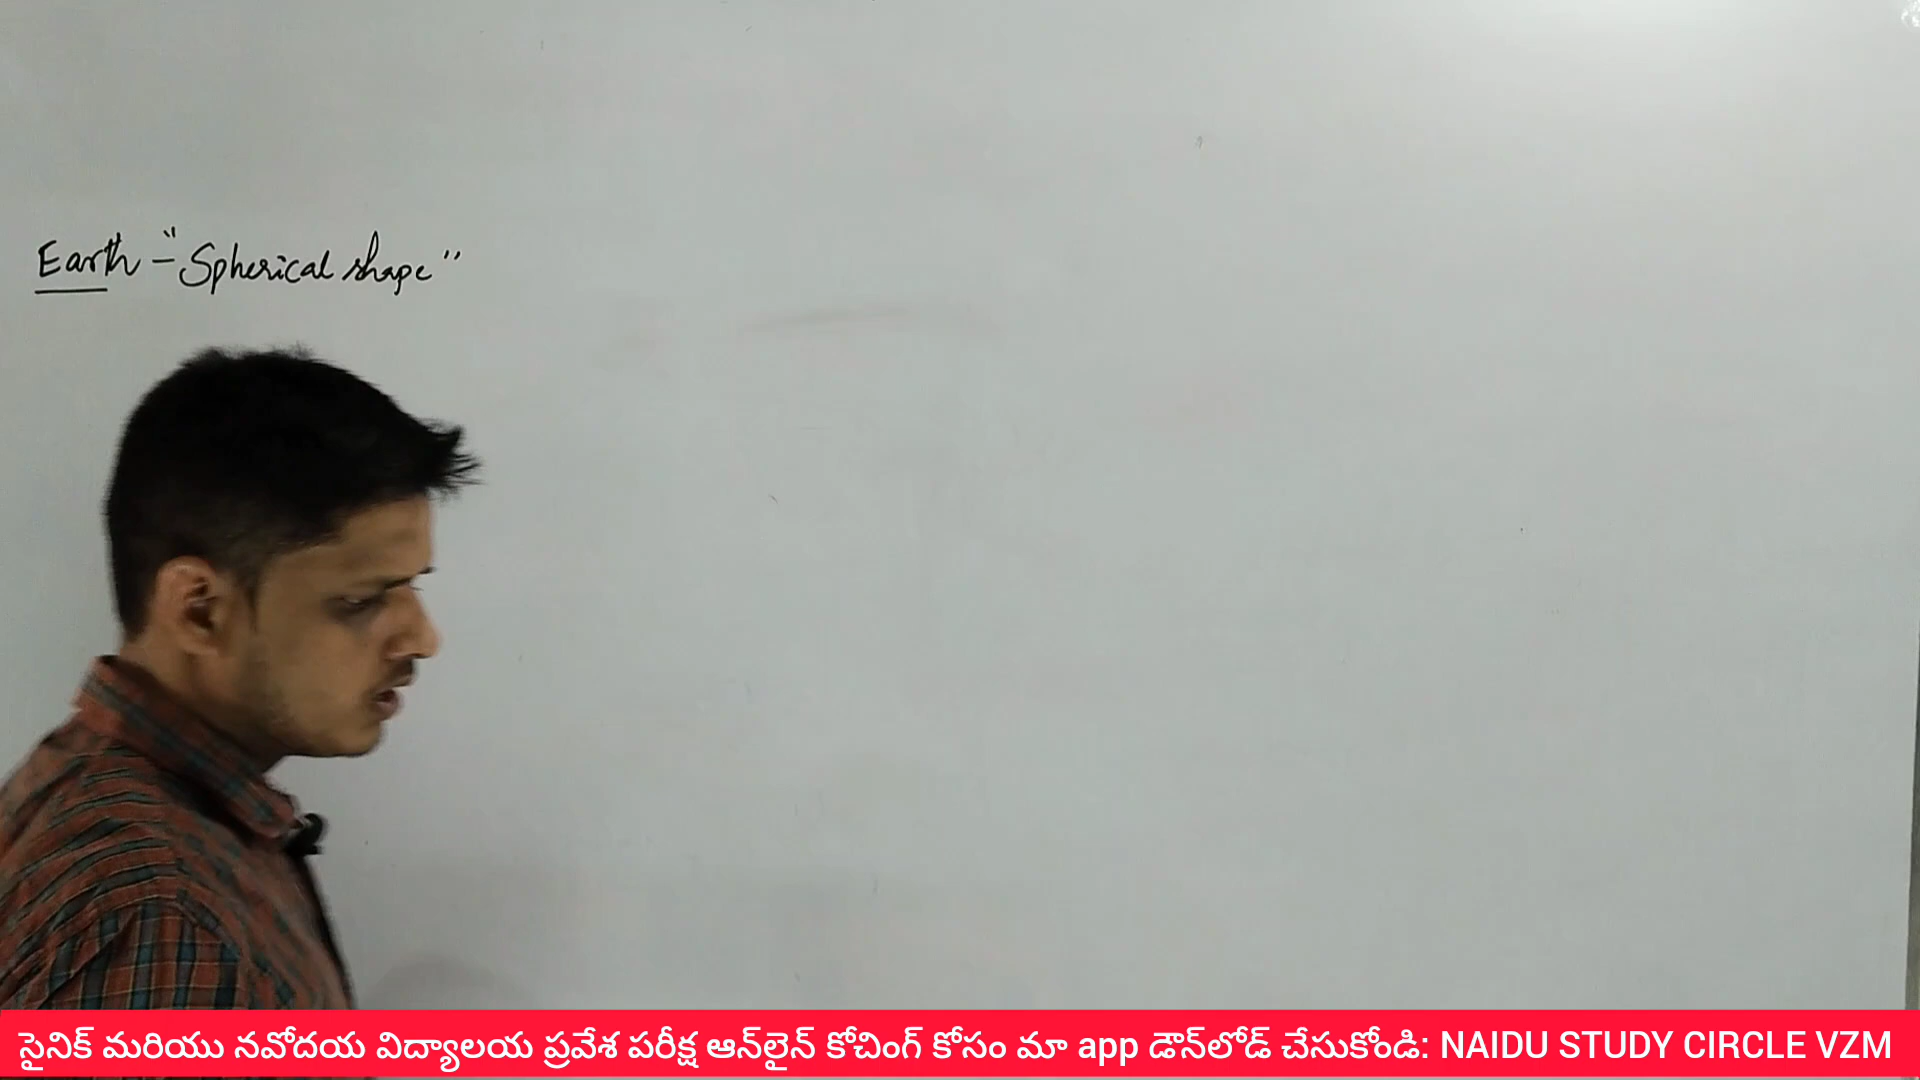 Earth - "Spherical shape"
సైనిక్ మరియు నవోదయ విద్యాలయ ప్రవేశ పరీక్ష ఆన్‌లైన్ కోచింగ్ కోసం మా app డౌన్‌లోడ్ చేసుకోండి: NAIDU STUDY CIRCLE VZM